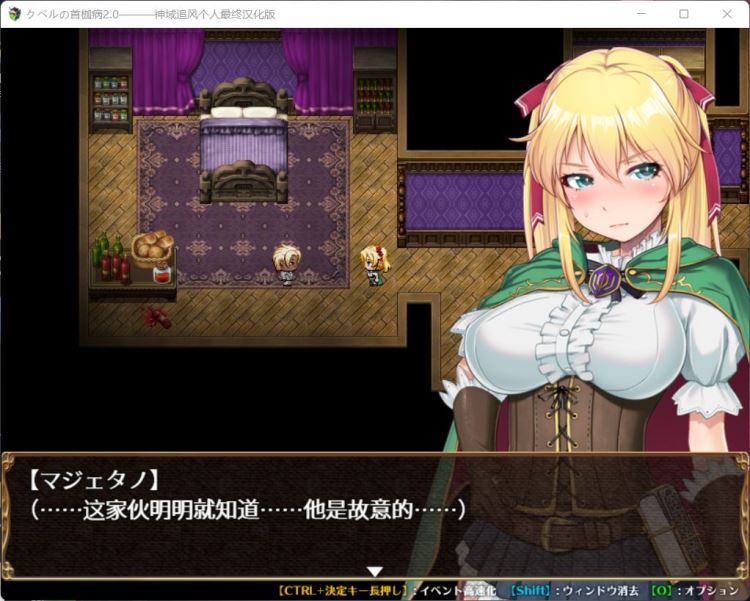 クベルの首枷病2.0———神域追风个人最终汉化版
【マジェタノ】
(……这家伙明明就知道……他是故意的……)
【CTRL+決定キー長押し】:イベント高速化 【Shift】:ウィンドウ消去 【O】:オプション